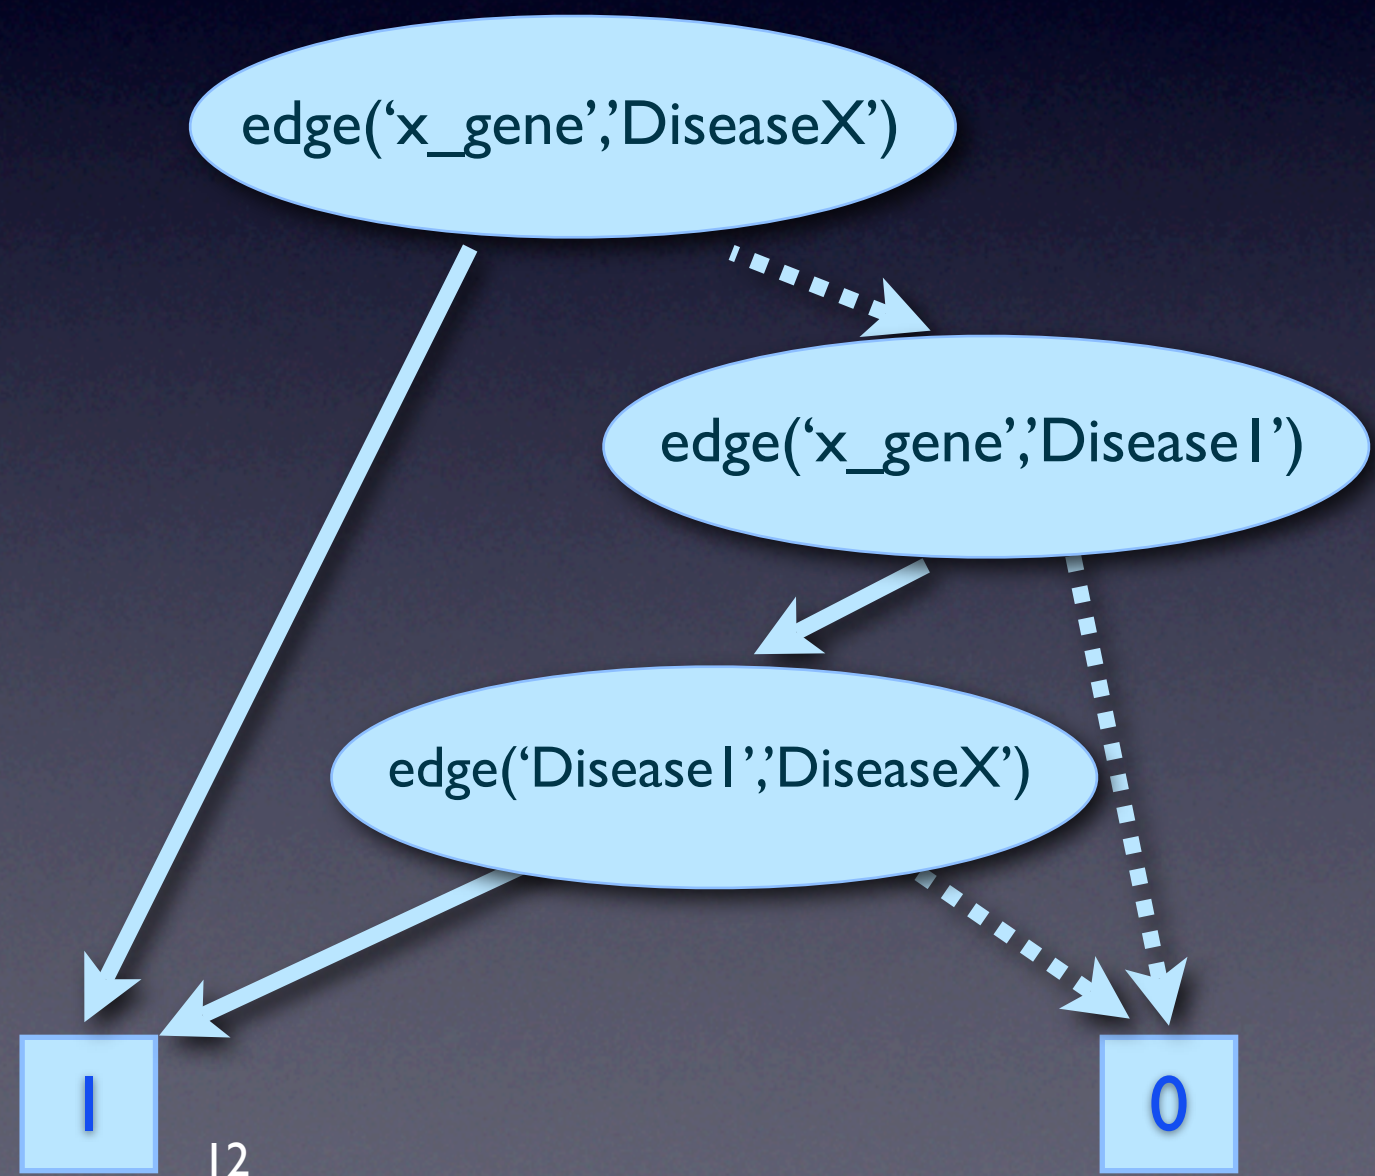 edge(‘x_gene’,’DiseaseX’)
edge(‘x_gene’,’Disease1’)
edge(‘Disease1’,’DiseaseX’)
1
0
12